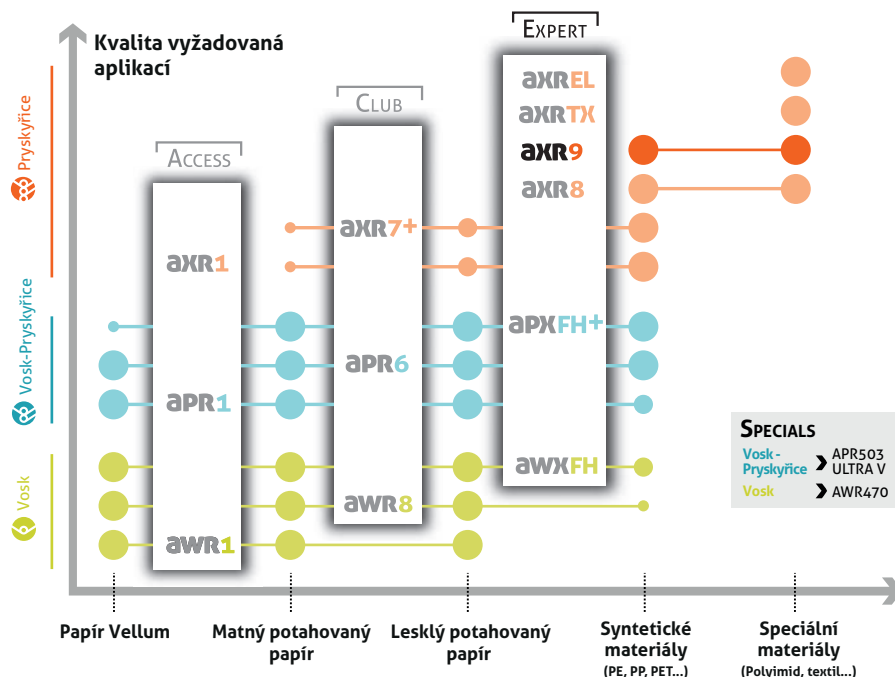 Kvalita vyžadovaná
aplikací
EXPERT
CLUB
ACCESS
Pryskyřice
Vosk-Pryskyřice
Vosk
aXREL
aXRTX
aXR9
aXR8
aXR7+
aXR1
aPXFH+
aPR6
aPR1
aWXFH
aWR8
aWR1
SPECIALS
Vosk - APR503
Pryskyřice ULTRA V
Vosk AWR470
Papír Vellum
Matný potahovaný
papír
Lesklý potahovaný
papír
Syntetické
materiály
(PE, PP, PET...)
Speciální
materiály
(Polyimid, textil...)